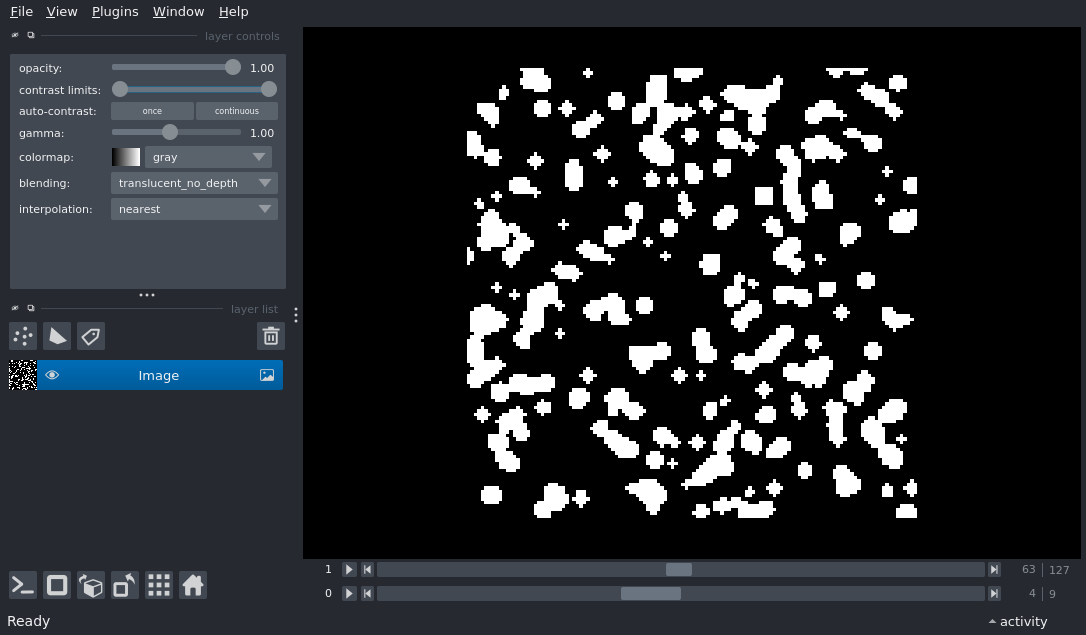 File View Plugins Window Help
layer controls
opacity: 1.00
contrast limits:
auto-contrast: once continuous
gamma: 1.00
colormap: gray
blending: translucent_no_depth
interpolation: nearest
layer list
Image
1 63 127
0 4 9
Ready activity